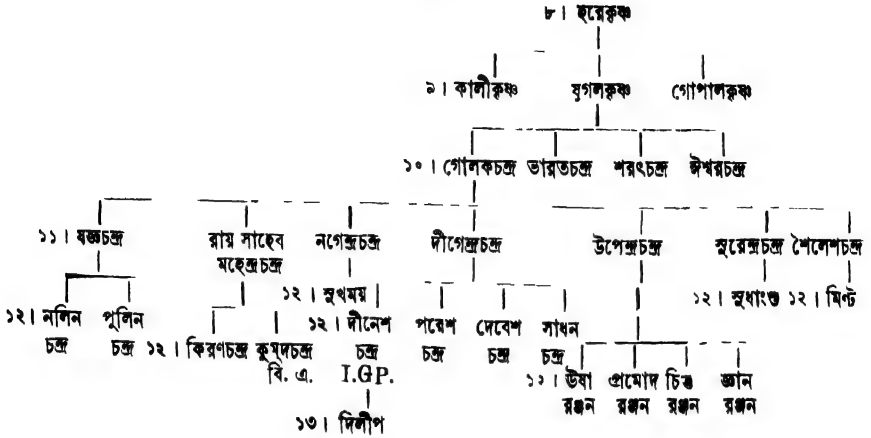 ৮। হরেকৃষ্ণ
৯। কালীকৃষ্ণ যুগলকৃষ্ণ গোপালকৃষ্ণ
১০। গোলকচন্দ্র ভারতচন্দ্র শরৎচন্দ্র ঈশ্বরচন্দ্র
১১। যজ্ঞচন্দ্র রায় সাহেব নগেন্দ্রচন্দ্র দীগেন্দ্রচন্দ্র উপেন্দ্রচন্দ্র সুরেন্দ্রচন্দ্র শৈলেশচন্দ্র
মহেন্দ্রচন্দ্র
১২। সুখময় ১২। সুধাংশু ১২। মিণ্ট
১২। নলিন পুলিন ১২। দীনেশ পরেশ দেবেশ সাধন
চন্দ্র চন্দ্র ১২। কিরণচন্দ্র কুমুদচন্দ্র চন্দ্র চন্দ্র চন্দ্র চন্দ্র
বি. এ. I.GP. ১২। উষা প্রমোদ চিত্ত জ্ঞান
রঞ্জন রঞ্জন রঞ্জন রঞ্জন
১৩। দিলীপ